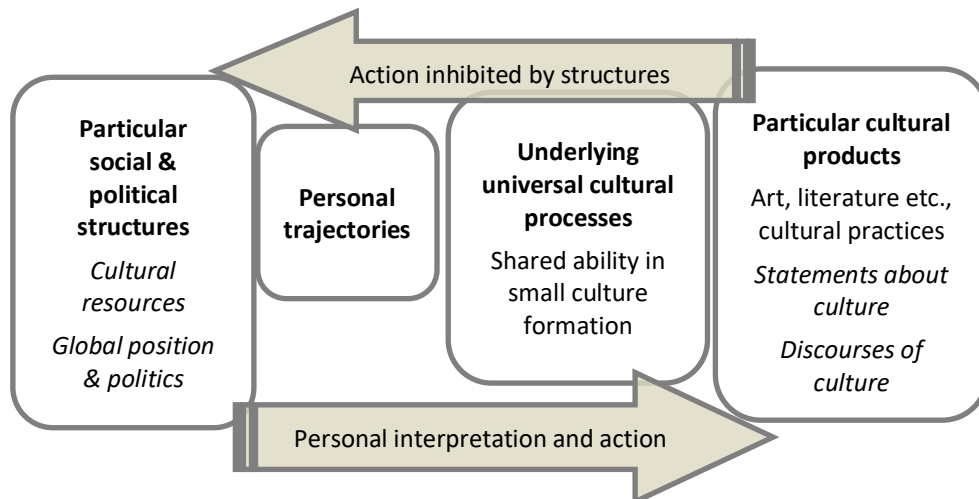 Action inhibited by structures
Particular
social &
political
structures
Cultural
resources
Global position
& politics
Personal
trajectories
Underlying
universal cultural
processes
Shared ability in
small culture
formation
Particular cultural
products
Art, literature etc.,
cultural practices
Statements about
culture
Discourses of
culture
Personal interpretation and action